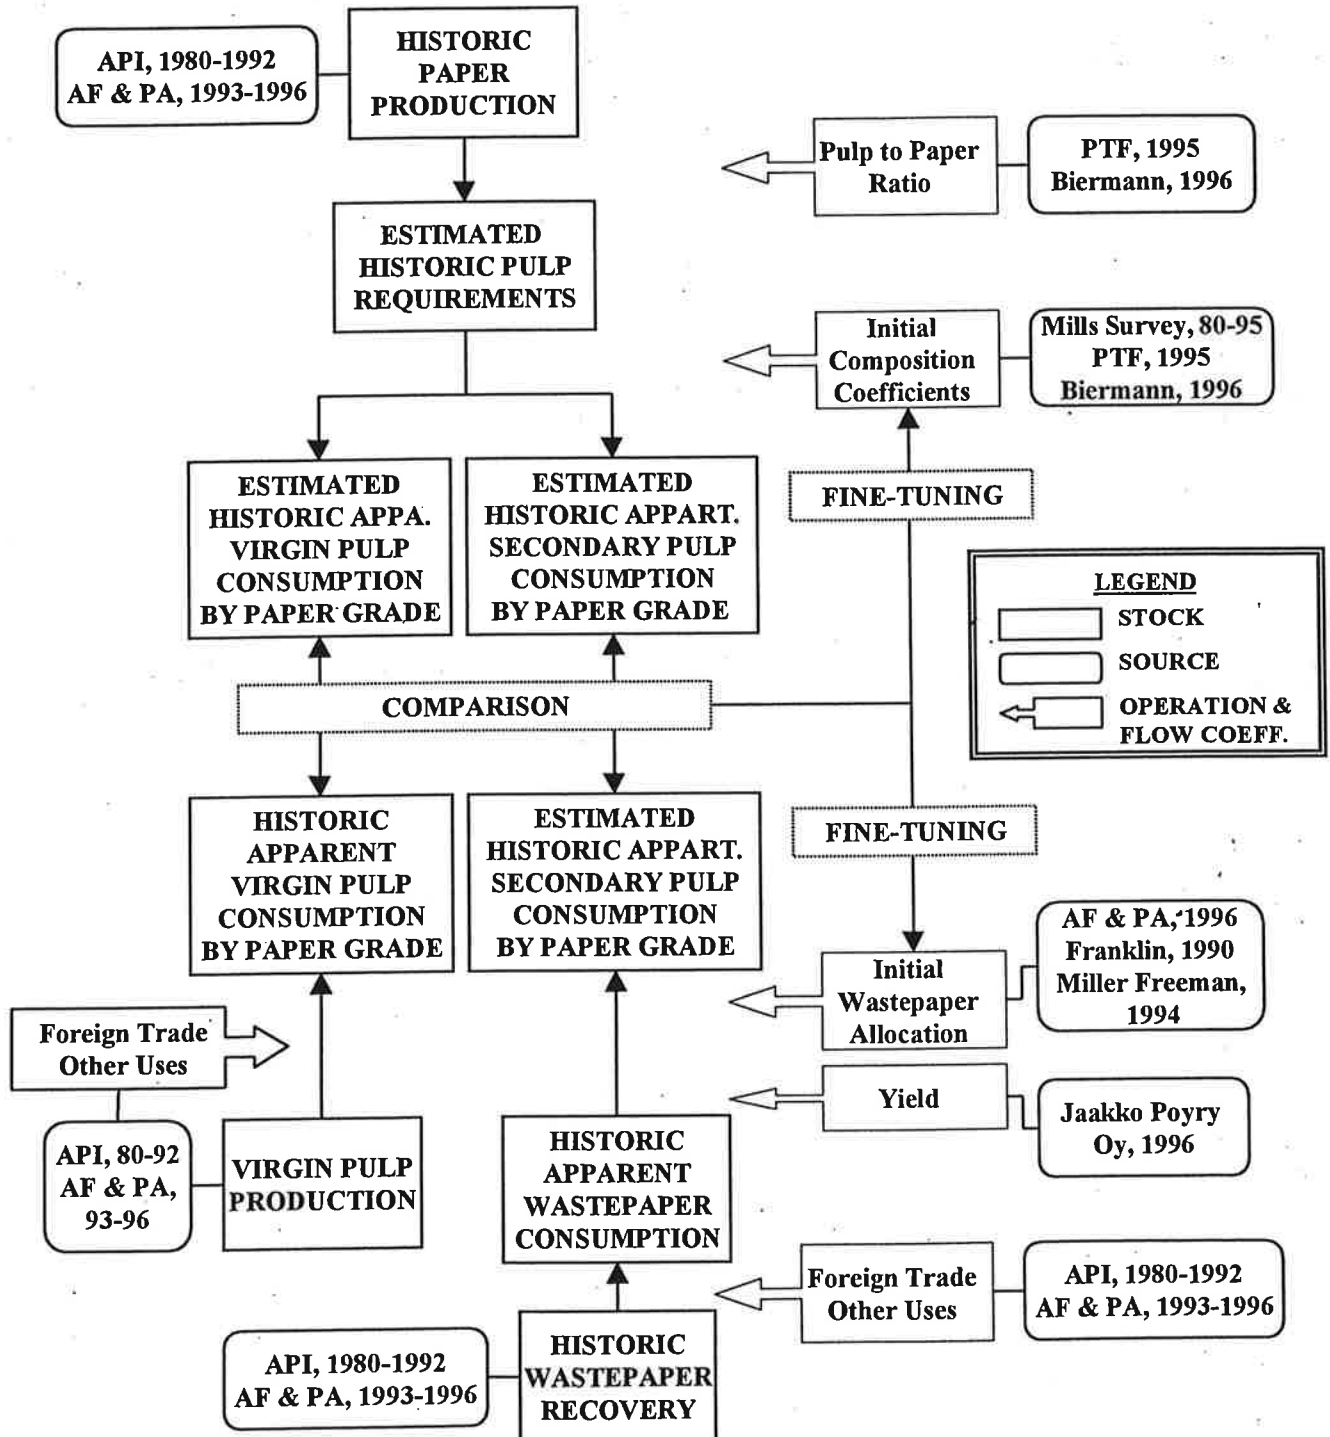 API, 1980-1992
AF & PA, 1993-1996
HISTORIC
PAPER
PRODUCTION
Pulp to Paper
Ratio
PTF, 1995
Biermann, 1996
ESTIMATED
HISTORIC PULP
REQUIREMENTS
Initial
Composition
Coefficients
Mills Survey, 80-95
PTF, 1995
Biermann, 1996
ESTIMATED
HISTORIC APPA.
VIRGIN PULP
CONSUMPTION
BY PAPER GRADE
ESTIMATED
HISTORIC APPART.
SECONDARY PULP
CONSUMPTION
BY PAPER GRADE
FINE-TUNING
LEGEND
STOCK
SOURCE
OPERATION &
FLOW COEFF.
COMPARISON
HISTORIC
APPARENT
VIRGIN PULP
CONSUMPTION
BY PAPER GRADE
ESTIMATED
HISTORIC APPART.
SECONDARY PULP
CONSUMPTION
BY PAPER GRADE
FINE-TUNING
Initial
Wastepaper
Allocation
AF & PA, 1996
Franklin, 1990
Miller Freeman,
1994
Foreign Trade
Other Uses
Yield
Jaakko Poyry
Oy, 1996
API, 80-92
AF & PA,
93-96
VIRGIN PULP
PRODUCTION
HISTORIC
APPARENT
WASTEPAPER
CONSUMPTION
Foreign Trade
Other Uses
API, 1980-1992
AF & PA, 1993-1996
API, 1980-1992
AF & PA, 1993-1996
HISTORIC
WASTEPAPER
RECOVERY